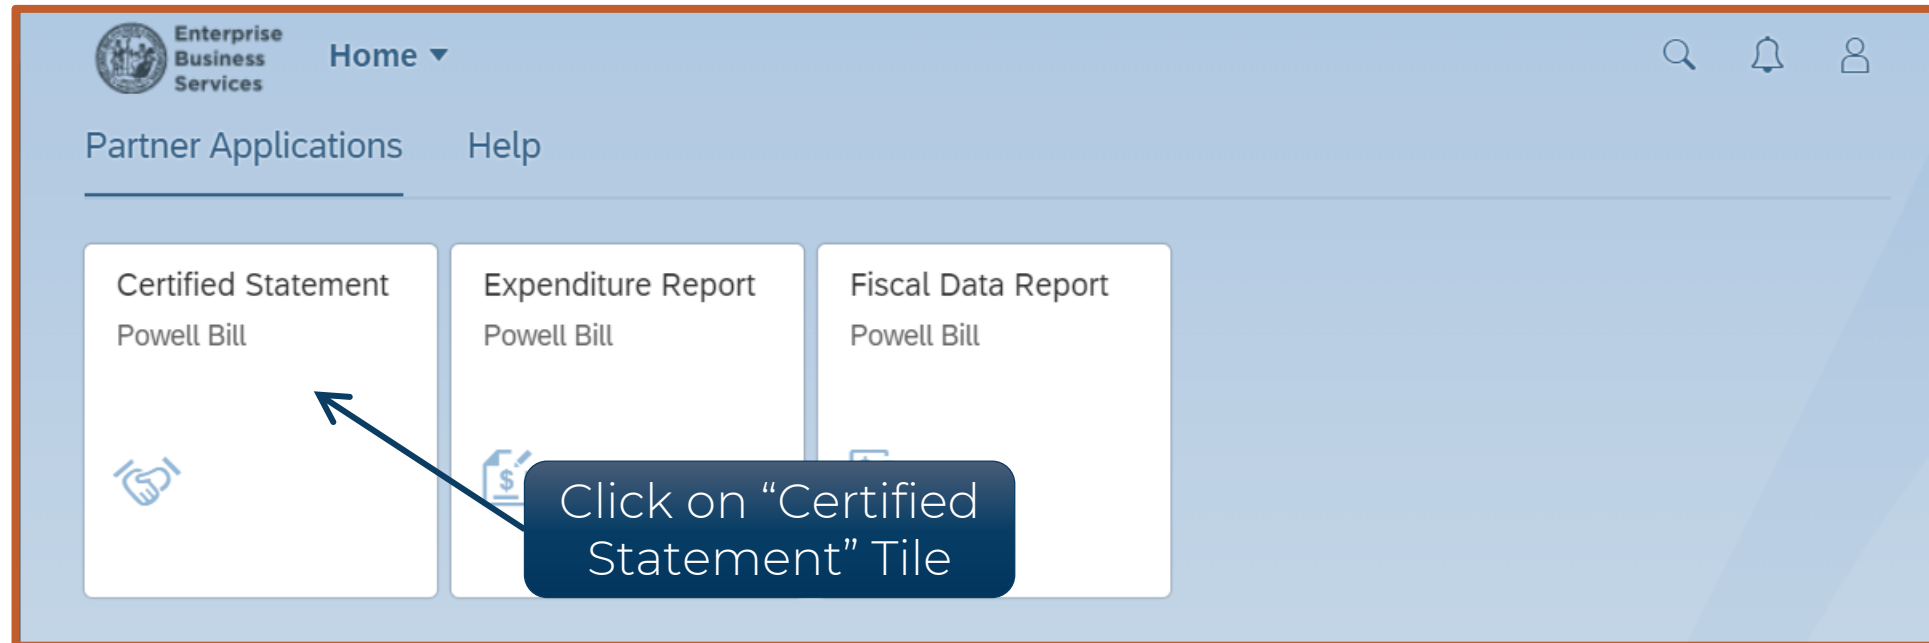 Enterprise
Business
Services
Home
Partner Applications
Help
Certified Statement
Powell Bill
Expenditure Report
Powell Bill
Fiscal Data Report
Powell Bill
$
Click on “Certified
Statement” Tile